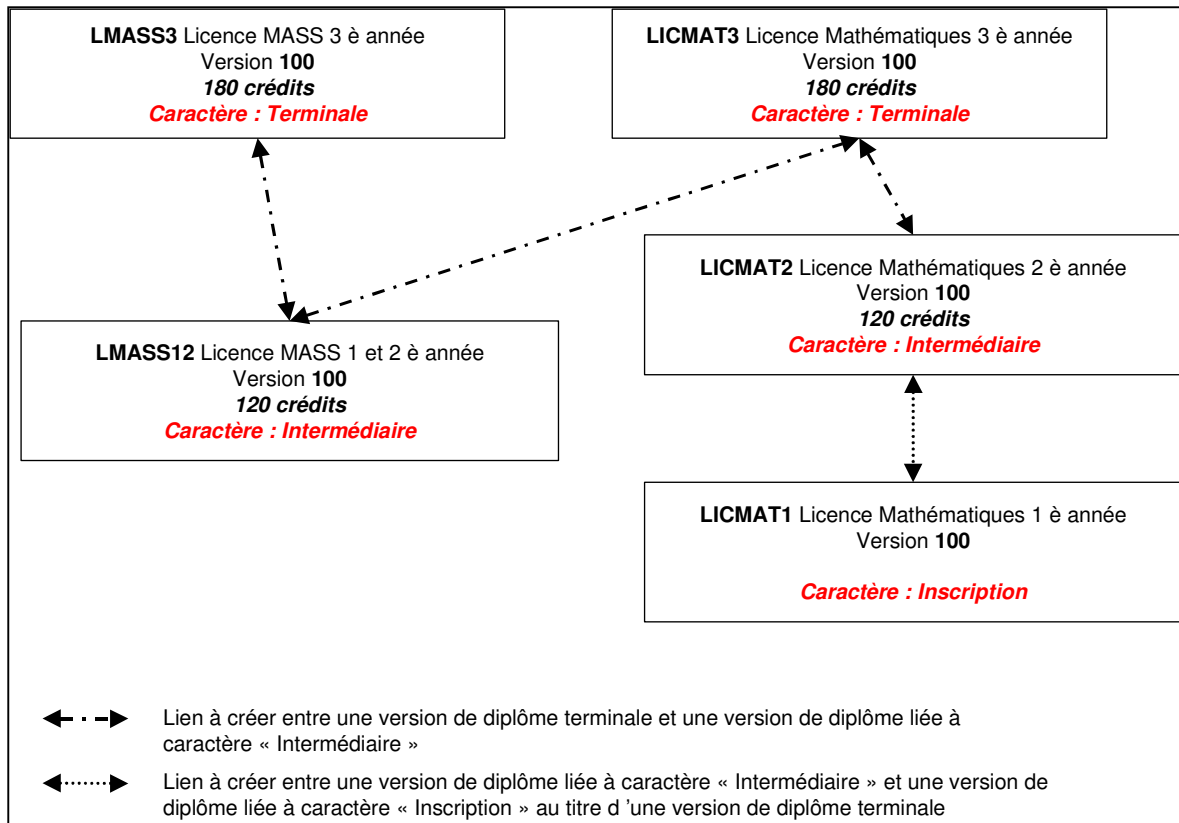 LMASS3 Licence MASS 3 è année
Version 100
180 crédits
Caractère : Terminale
LICMAT3 Licence Mathématiques 3 è année
Version 100
180 crédits
Caractère : Terminale
LICMAT2 Licence Mathématiques 2 è année
Version 100
120 crédits
Caractère : Intermédiaire
LMASS12 Licence MASS 1 et 2 è année
Version 100
120 crédits
Caractère : Intermédiaire
LICMAT1 Licence Mathématiques 1 è année
Version 100
Caractère : Inscription
Lien à créer entre une version de diplôme terminale et une version de diplôme liée à
caractère « Intermédiaire »
Lien à créer entre une version de diplôme liée à caractère « Intermédiaire » et une version de
diplôme liée à caractère « Inscription » au titre d 'une version de diplôme terminale